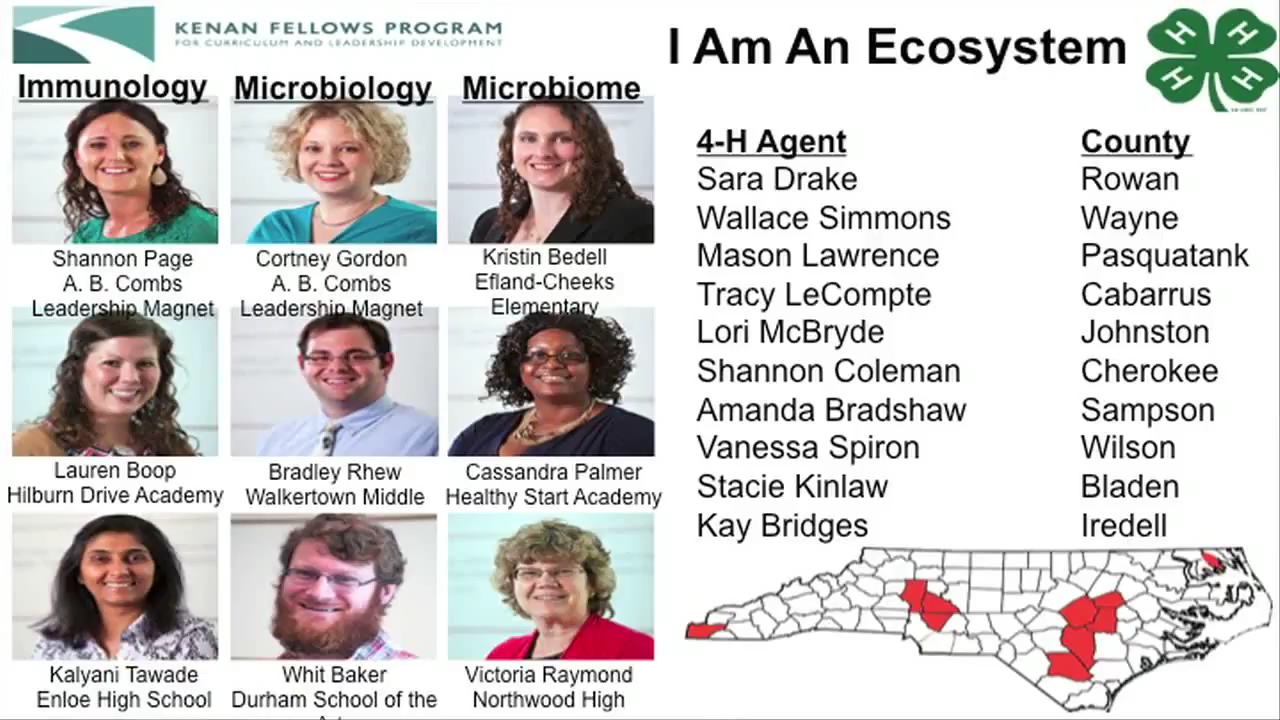 KENAN FELLOWS PROGRAM
FOR CURRICULUM AND LEADERSHIP DEVELOPMENT
I Am An Ecosystem
H H
H H
Immunology
Microbiology
Microbiome
Shannon Page
A. B. Combs
Leadership Magnet
Cortney Gordon
A. B. Combs
Leadership Magnet
Kristin Bedell
Efland-Cheeks
Elementary
Lauren Boop
Hilburn Drive Academy
Bradley Rhew
Walkertown Middle
Cassandra Palmer
Healthy Start Academy
Kalyani Tawade
Enloe High School
Whit Baker
Durham School of the
Victoria Raymond
Northwood High
4-H Agent County
Sara Drake Rowan
Wallace Simmons Wayne
Mason Lawrence Pasquatank
Tracy LeCompte Cabarrus
Lori McBryde Johnston
Shannon Coleman Cherokee
Amanda Bradshaw Sampson
Vanessa Spiron Wilson
Stacie Kinlaw Bladen
Kay Bridges Iredell